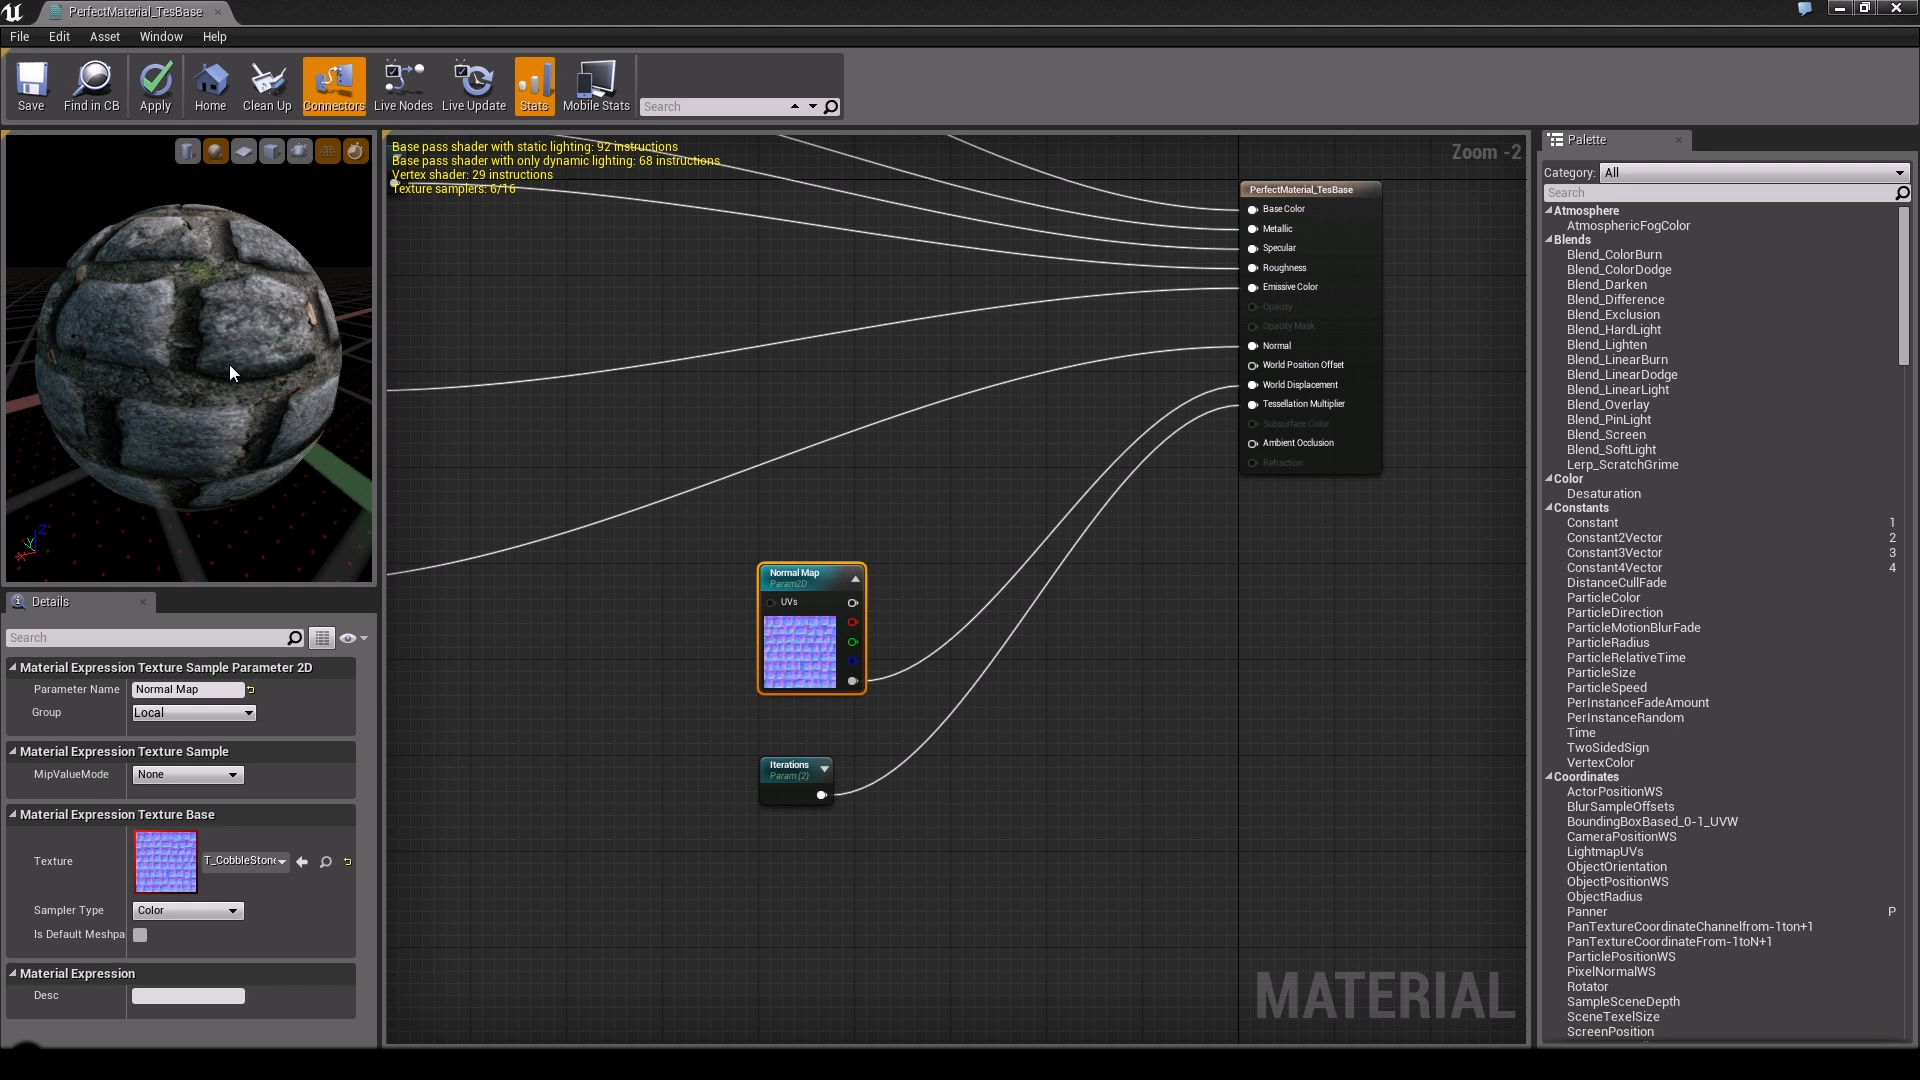 PerfectMaterial_TesBase
File Edit Asset Window Help
Save Find in CB Apply Home Clean Up Connectors Live Nodes Live Update Stats Mobile Stats Search
Base pass shader with static lighting: 92 instructions
Base pass shader with only dynamic lighting: 68 instructions
Vertex shader: 29 instructions
Texture samplers: 6/16
Zoom -2
PerfectMaterial_TesBase
Base Color
Metallic
Specular
Roughness
Emissive Color
Opacity
Opacity Mask
Normal
World Position Offset
World Displacement
Tessellation Multiplier
Subsurface Color
Ambient Occlusion
Refraction
Normal Map
Param2D
UVs
Iterations
Param (2)
MATERIAL
Z
Y
X
Details
Search
Material Expression Texture Sample Parameter 2D
Parameter Name Normal Map
Group Local
Material Expression Texture Sample
MipValueMode None
Material Expression Texture Base
Texture T_CobbleStone
Sampler Type Color
Is Default Meshpa
Material Expression
Desc
Palette
Category: All
Search
Atmosphere
AtmosphericFogColor
Blends
Blend_ColorBurn
Blend_ColorDodge
Blend_Darken
Blend_Difference
Blend_Exclusion
Blend_HardLight
Blend_Lighten
Blend_LinearBurn
Blend_LinearDodge
Blend_LinearLight
Blend_Overlay
Blend_PinLight
Blend_Screen
Blend_SoftLight
Lerp_ScratchGrime
Color
Desaturation
Constants
Constant 1
Constant2Vector 2
Constant3Vector 3
Constant4Vector 4
DistanceCullFade
ParticleColor
ParticleDirection
ParticleMotionBlurFade
ParticleRadius
ParticleRelativeTime
ParticleSize
ParticleSpeed
PerInstanceFadeAmount
PerInstanceRandom
Time
TwoSidedSign
VertexColor
Coordinates
ActorPositionWS
BlurSampleOffsets
BoundingBoxBased_0-1_UVW
CameraPositionWS
LightmapUVs
ObjectOrientation
ObjectPositionWS
ObjectRadius
Panner P
PanTextureCoordinateChannelfrom-1ton+1
PanTextureCoordinateFrom-1toN+1
ParticlePositionWS
PixelNormalWS
Rotator
SampleSceneDepth
SceneTexelSize
ScreenPosition